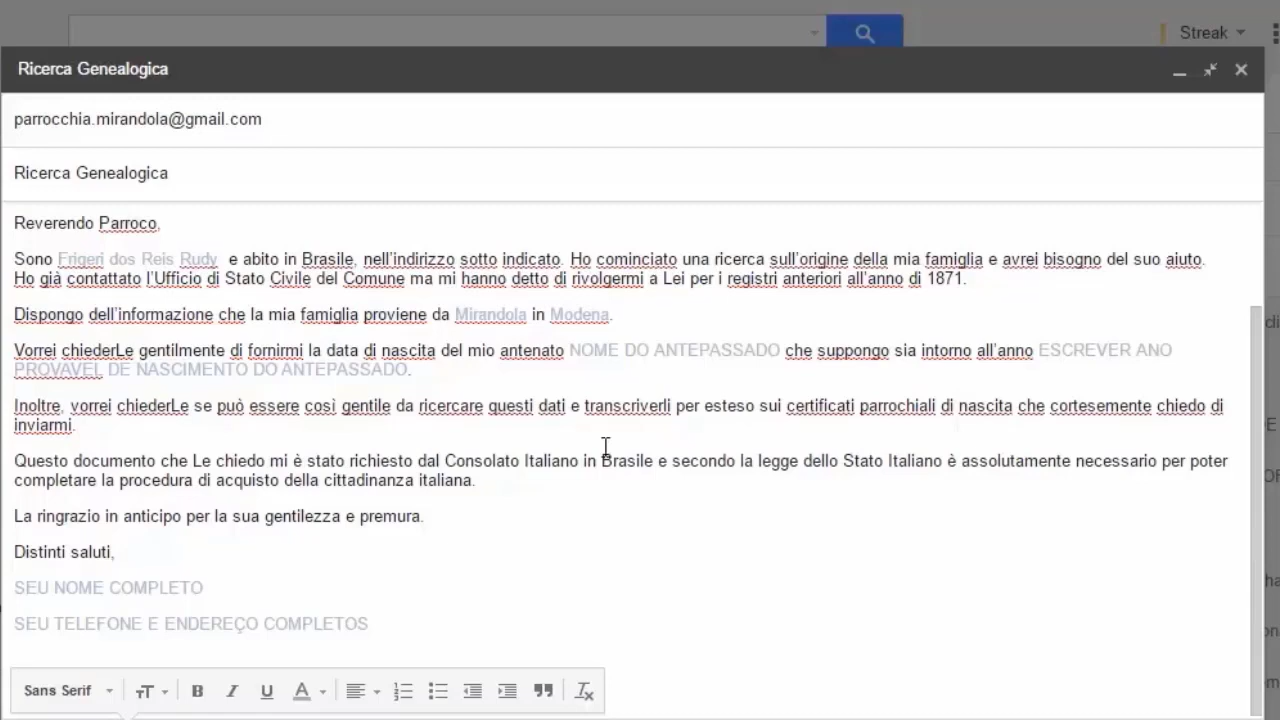 Streak
Ricerca Genealogica
parrocchia.mirandola@gmail.com
Ricerca Genealogica
Reverendo Parroco,
Sono Frigeri dos Reis Rudy e abito in Brasile, nell'indirizzo sotto indicato. Ho cominciato una ricerca sull'origine della mia famiglia e avrei bisogno del suo aiuto.
Ho già contattato l'Ufficio di Stato Civile del Comune ma mi hanno detto di rivolgermi a Lei per i registri anteriori all'anno di 1871.
Dispongo dell'informazione che la mia famiglia proviene da Mirandola in Modena.
Vorrei chiederLe gentilmente di fornirmi la data di nascita del mio antenato NOME DO ANTEPASSADO che suppongo sia intorno all'anno ESCREVER ANO
PROVAVEL DE NASCIMENTO DO ANTEPASSADO.
Inoltre, vorrei chiederLe se può essere così gentile da ricercare questi dati e transcriverli per esteso sui certificati parrochiali di nascita che cortesemente chiedo di
inviarmi.
Questo documento che Le chiedo mi è stato richiesto dal Consolato Italiano in Brasile e secondo la legge dello Stato Italiano è assolutamente necessario per poter
completare la procedura di acquisto della cittadinanza italiana.
La ringrazio in anticipo per la sua gentilezza e premura.
Distinti saluti,
SEU NOME COMPLETO
SEU TELEFONE E ENDEREÇO COMPLETOS
Sans Serif